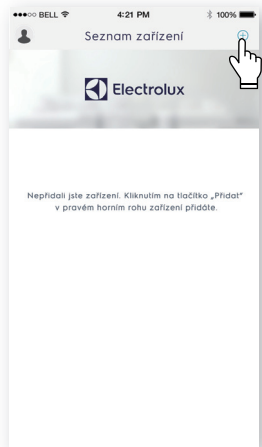 ●●●○○ BELL 4:21 PM 100%
Seznam zařízení
Electrolux
Nepřidali jste zařízení. Kliknutím na tlačítko „Přidat“
v pravém horním rohu zařízení přidáte.